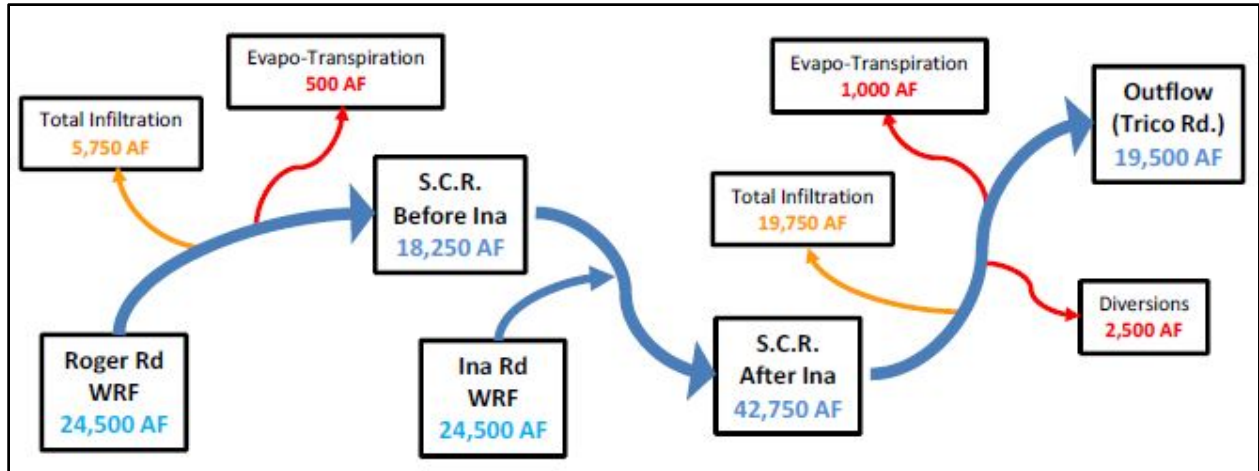 Evapo-Transpiration
500 AF
Total Infiltration
5,750 AF
S.C.R.
Before Ina
18,250 AF
Roger Rd
WRF
24,500 AF
Ina Rd
WRF
24,500 AF
S.C.R.
After Ina
42,750 AF
Total Infiltration
19,750 AF
Evapo-Transpiration
1,000 AF
Outflow
(Trico Rd.)
19,500 AF
Diversions
2,500 AF